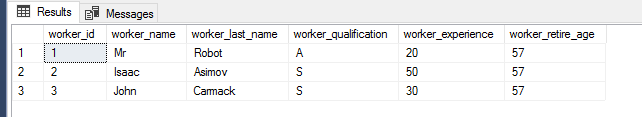 Results Messages
worker_id worker_name worker_last_name worker_qualification worker_experience worker_retire_age
1 1 Mr Robot A 20 57
2 2 Isaac Asimov S 50 57
3 3 John Carmack S 30 57